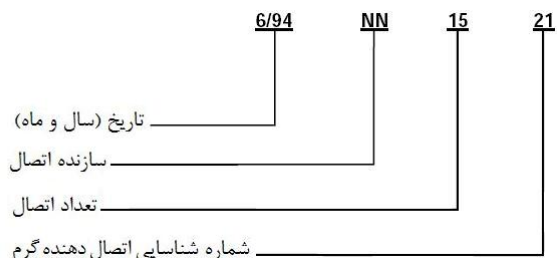 6/94 NN 15 21
تاریخ (سال و ماه)
سازنده اتصال
تعداد اتصال
شماره شناسایی اتصال دهنده گرم